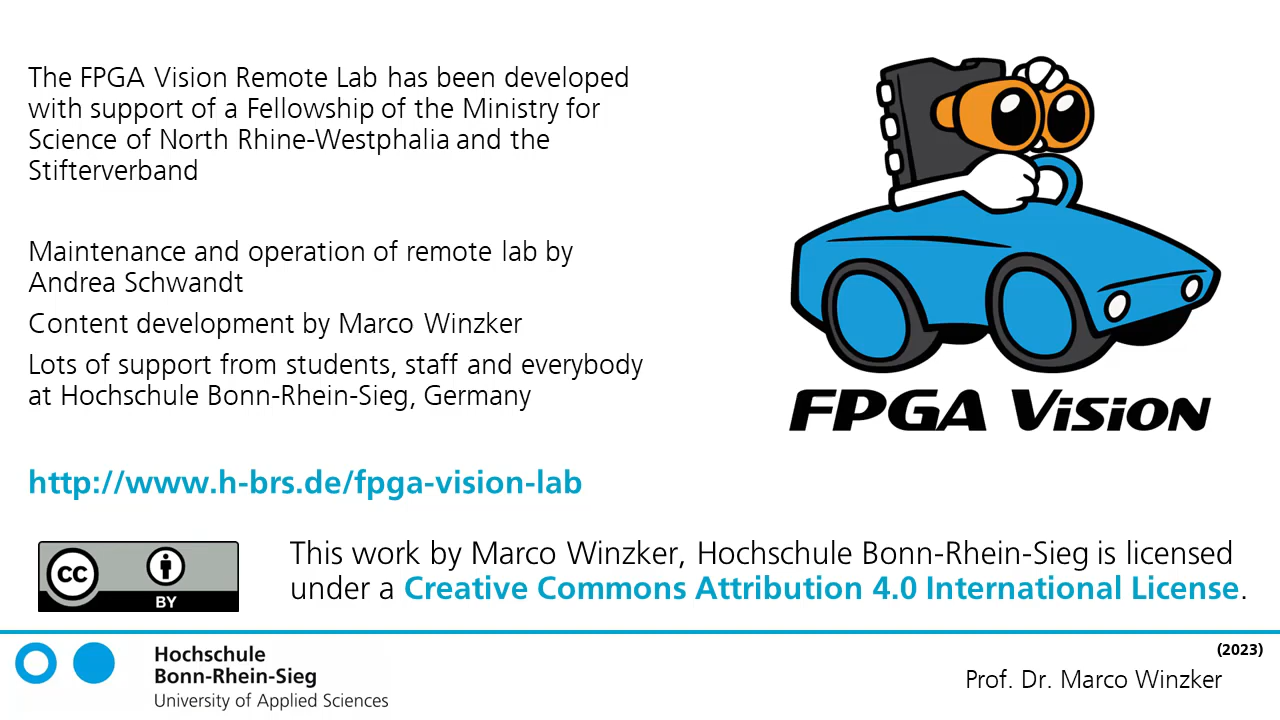 The FPGA Vision Remote Lab has been developed
with support of a Fellowship of the Ministry for
Science of North Rhine-Westphalia and the
Stifterverband
Maintenance and operation of remote lab by
Andrea Schwandt
Content development by Marco Winzker
Lots of support from students, staff and everybody
at Hochschule Bonn-Rhein-Sieg, Germany
http://www.h-brs.de/fpga-vision-lab
FPGA Vision
CC
BY
This work by Marco Winzker, Hochschule Bonn-Rhein-Sieg is licensed
under a Creative Commons Attribution 4.0 International License.
Hochschule
Bonn-Rhein-Sieg
University of Applied Sciences
(2023)
Prof. Dr. Marco Winzker